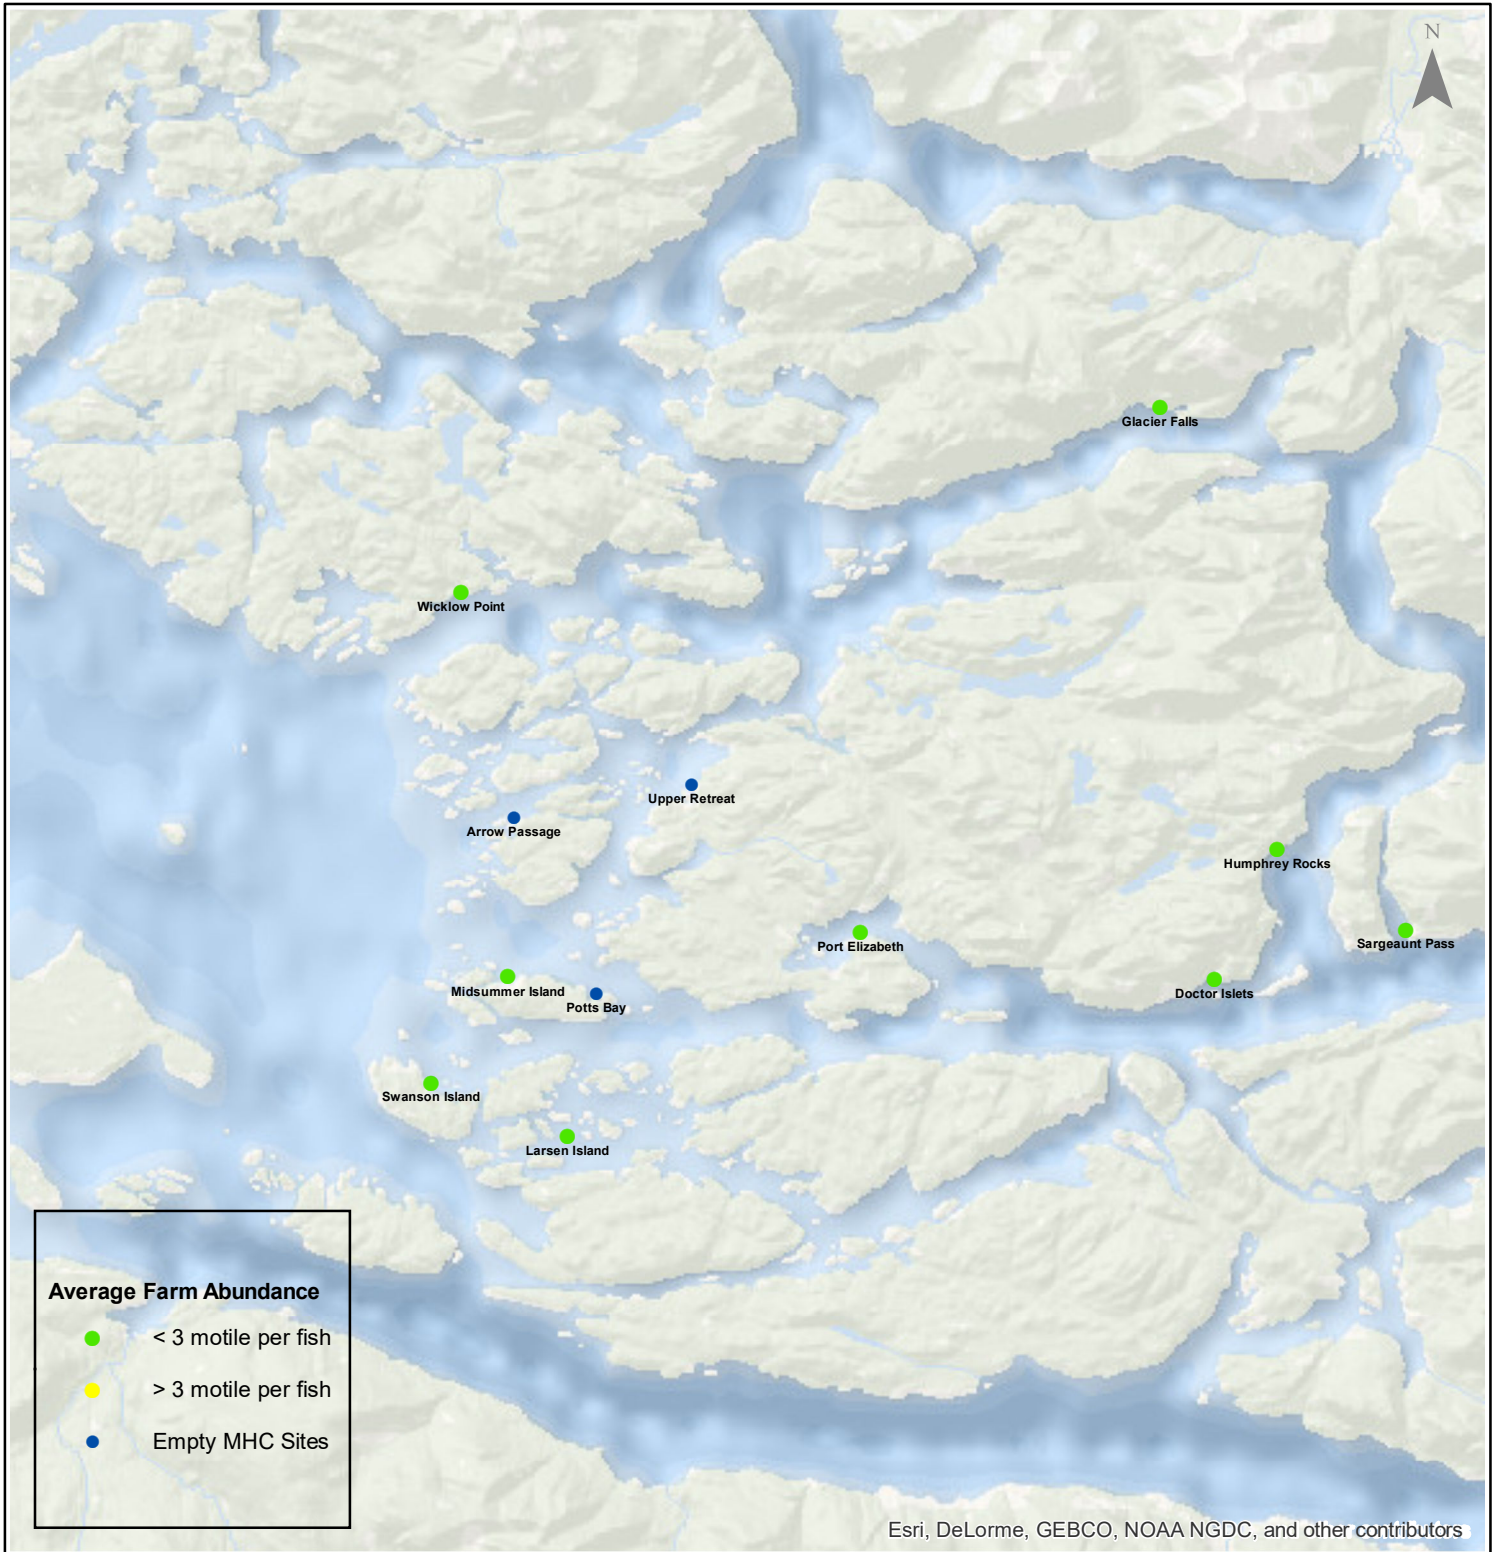 N
Glacier Falls
Wicklow Point
Upper Retreat
Arrow Passage
Humphrey Rocks
Port Elizabeth
Sargeaunt Pass
Midsummer Island
Potts Bay
Doctor Islets
Swanson Island
Larsen Island
Average Farm Abundance
< 3 motile per fish
> 3 motile per fish
Empty MHC Sites
Esri, DeLorme, GEBCO, NOAA NGDC, and other contributors